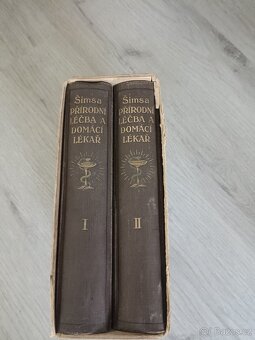 Šimsa
PŘÍRODNÍ
LÉČBA A
DOMÁCÍ
LÉKAŘ
I
Šimsa
PŘÍRODNÍ
LÉČBA A
DOMÁCÍ
LÉKAŘ
II